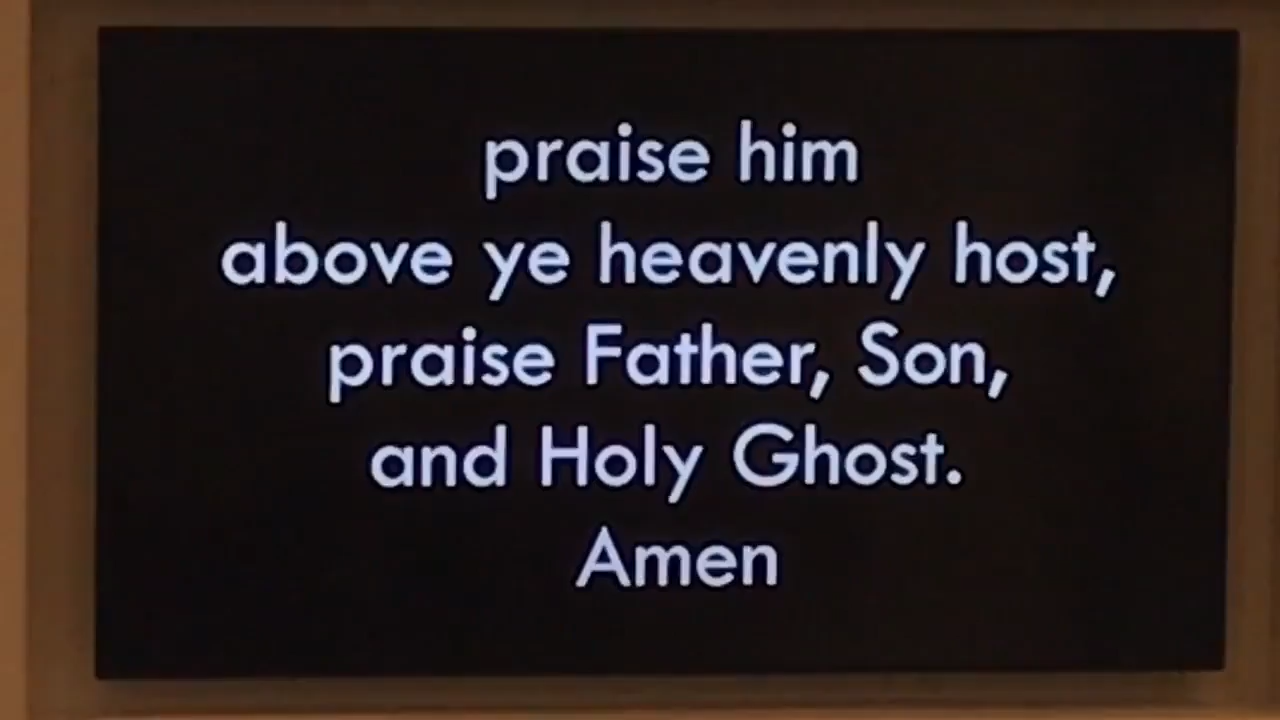 praise him
above ye heavenly host,
praise Father, Son,
and Holy Ghost.
Amen